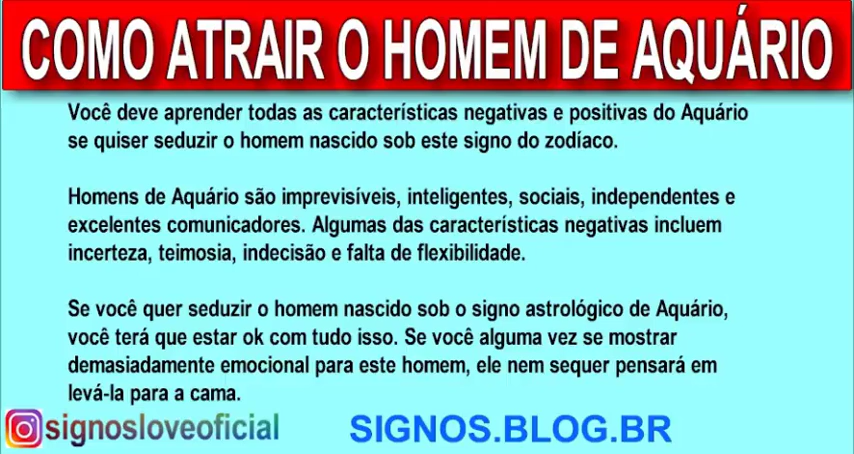 COMO ATRAIR O HOMEM DE AQUÁRIO
Você deve aprender todas as características negativas e positivas do Aquário
se quiser seduzir o homem nascido sob este signo do zodíaco.
Homens de Aquário são imprevisíveis, inteligentes, sociais, independentes e
excelentes comunicadores. Algumas das características negativas incluem
incerteza, teimosia, indecisão e falta de flexibilidade.
Se você quer seduzir o homem nascido sob o signo astrológico de Aquário,
você terá que estar ok com tudo isso. Se você alguma vez se mostrar
demasiadamente emocional para este homem, ele nem sequer pensará em
levá-la para a cama.
@signosloveoficial SIGNOS.BLOG.BR